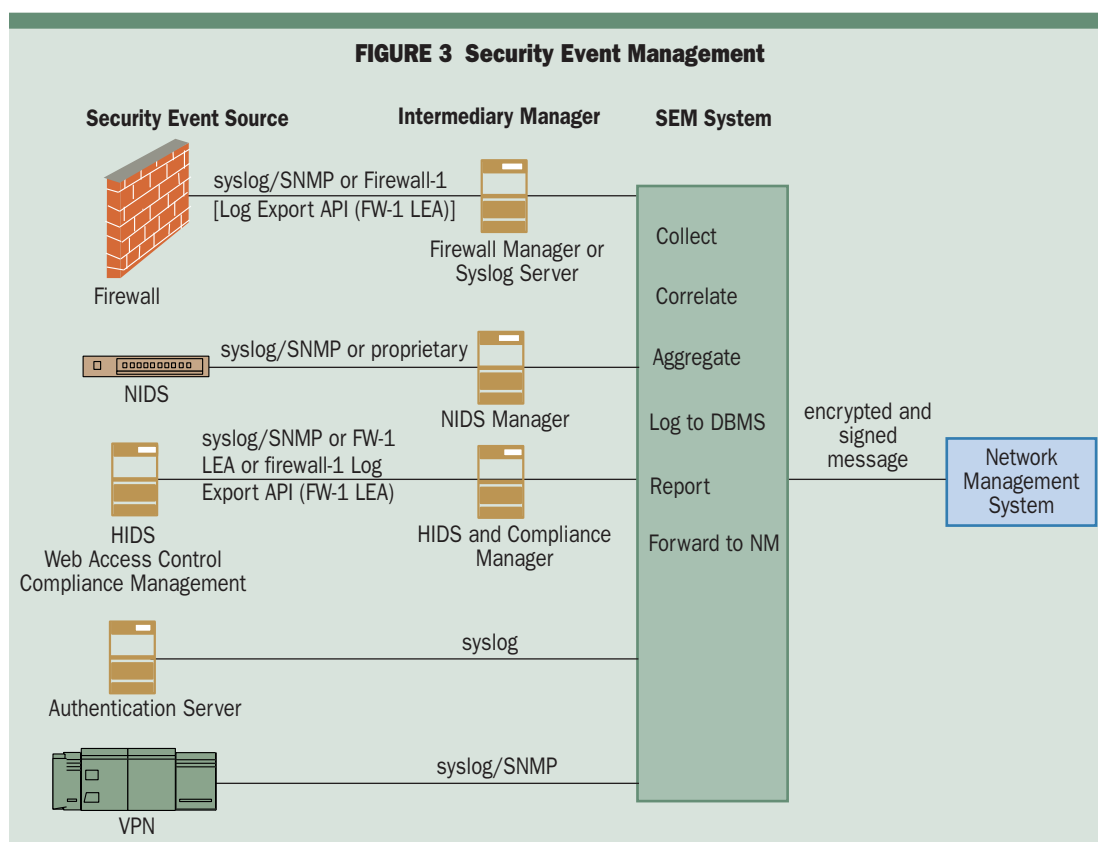 FIGURE 3 Security Event Management
Security Event Source
Intermediary Manager
SEM System
syslog/SNMP or Firewall-1
[Log Export API (FW-1 LEA)]
Firewall Manager or
Syslog Server
Firewall
syslog/SNMP or proprietary
NIDS
NIDS Manager
syslog/SNMP or FW-1
LEA or firewall-1 Log
Export API (FW-1 LEA)
HIDS
Web Access Control
Compliance Management
HIDS and Compliance
Manager
syslog
Authentication Server
syslog/SNMP
VPN
Collect
Correlate
Aggregate
Log to DBMS
Report
Forward to NM
encrypted and
signed
message
Network
Management
System